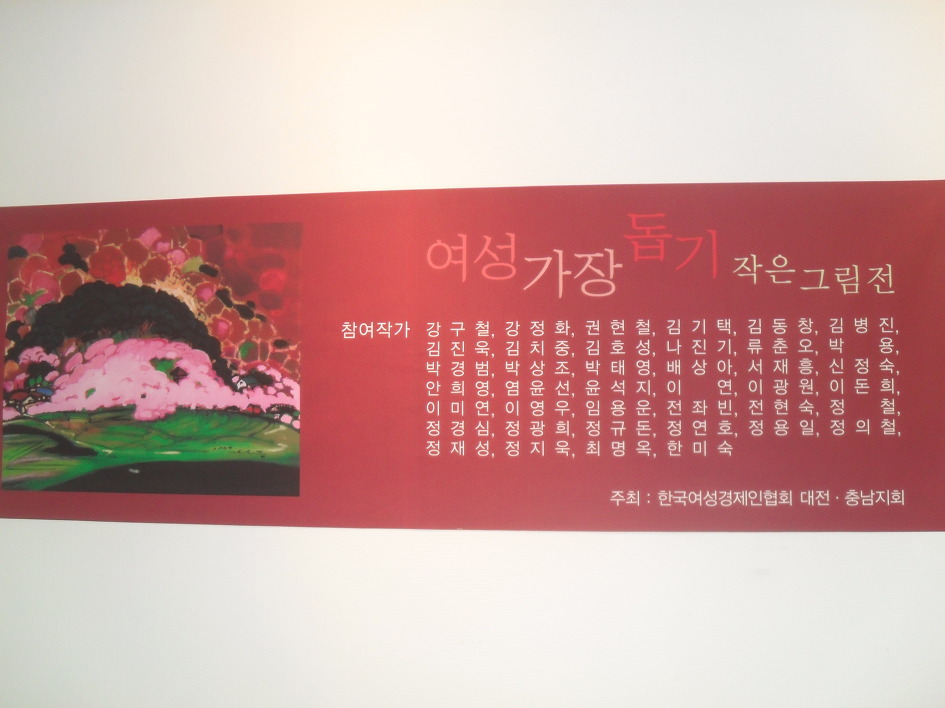 여성 가장 돕기 작은 그림전
참여작가 강구철, 강정화, 권현철, 김기택, 김동창, 김병진,
김진욱, 김치중, 김호성, 나진기, 류춘오, 박 용,
박경범, 박상조, 박태영, 배상아, 서재흥, 신정숙,
안희영, 염윤선, 윤석지, 이 연, 이광원, 이돈희,
이미연, 이영우, 임용운, 전좌빈, 전현숙, 정 철,
정경심, 정광희, 정규돈, 정연호, 정용일, 정의철,
정재성, 정지욱, 최명옥, 한미숙
주최 : 한국여성경제인협회 대전·충남지회